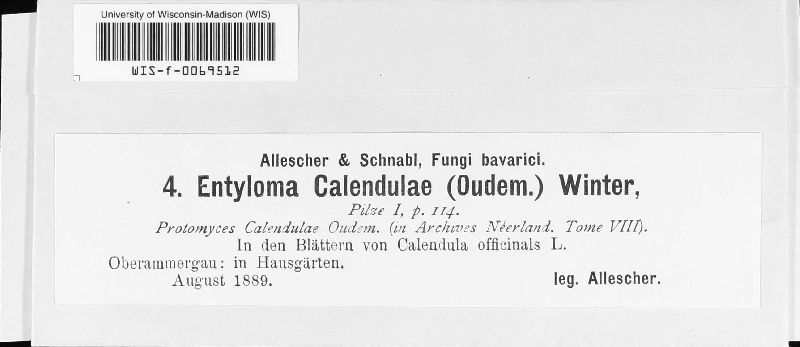 University of Wisconsin-Madison (WIS)
WIS-f-0069512
Allescher & Schnabl, Fungi bavarici.
4. Entyloma Calendulae (Oudem.) Winter,
Pilze I, p. 114.
Protomyces Calendulae Oudem. (in Archives Néerland. Tome VIII).
In den Blättern von Calendula officinals L.
Oberammergau: in Hausgärten.
August 1889.
leg. Allescher.